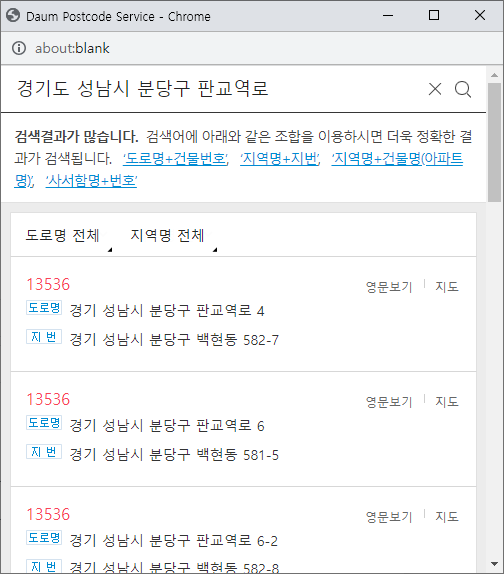 Daum Postcode Service - Chrome
about:blank
경기도 성남시 분당구 판교역로
검색결과가 많습니다. 검색어에 아래와 같은 조합을 이용하시면 더욱 정확한 결
과가 검색됩니다. '도로명+건물번호', '지역명+지번', '지역명+건물명(아파트
명)', '사서함명+번호'
도로명 전체 지역명 전체
13536 영문보기 지도
도로명 경기 성남시 분당구 판교역로 4
지 번 경기 성남시 분당구 백현동 582-7
13536 영문보기 지도
도로명 경기 성남시 분당구 판교역로 6
지 번 경기 성남시 분당구 백현동 581-5
13536 영문보기 지도
도로명 경기 성남시 분당구 판교역로 6-2
지 번 경기 성남시 분당구 백현동 582-8